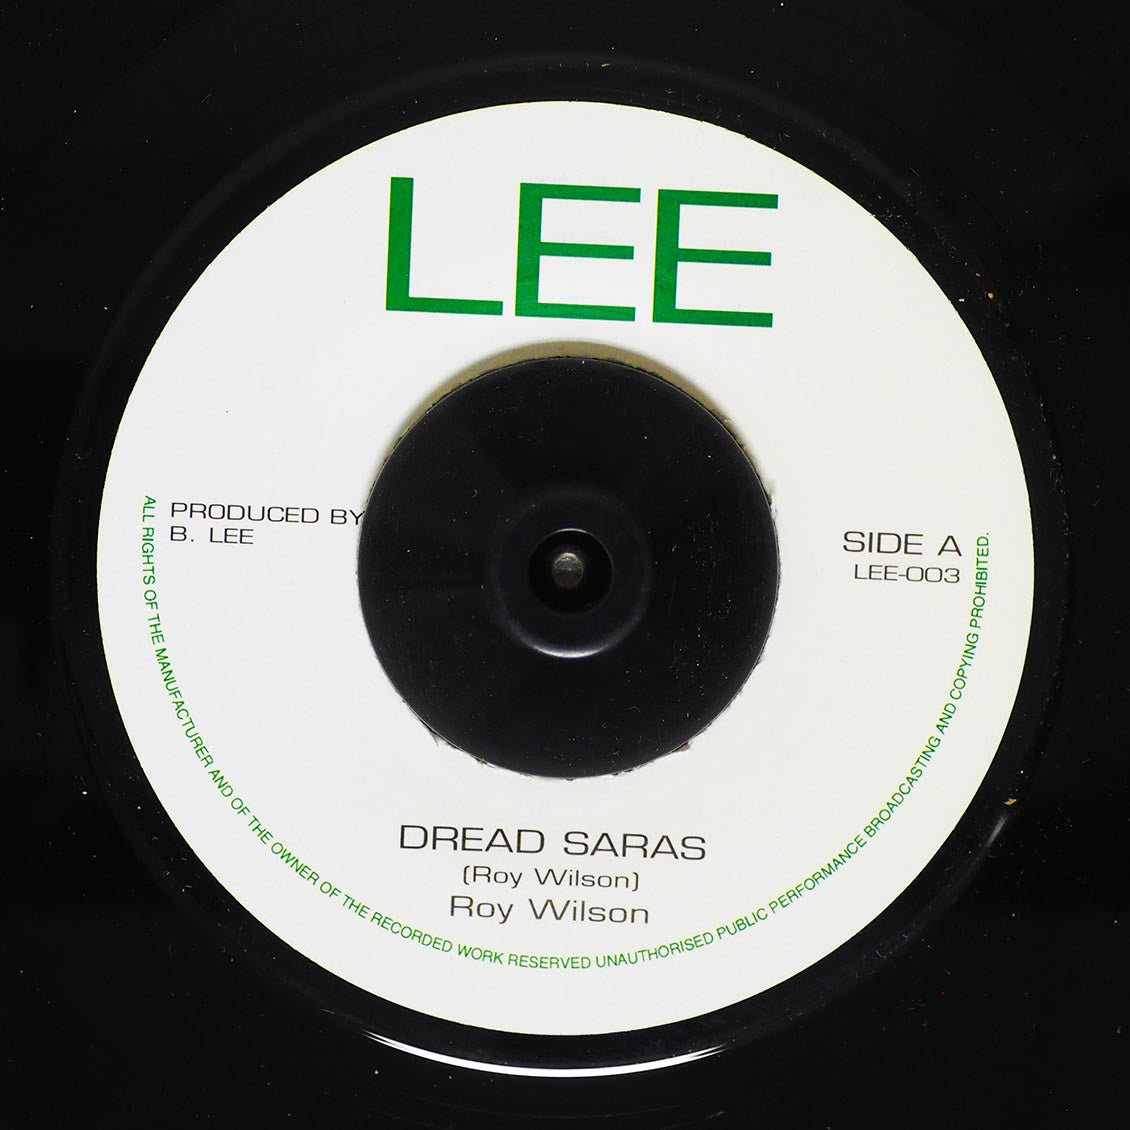 LEE
PRODUCED BY
B. LEE
SIDE A
LEE-003
DREAD SARAS
(Roy Wilson)
Roy Wilson
ALL RIGHTS OF THE MANUFACTURER AND OF THE OWNER OF THE RECORDED WORK RESERVED UNAUTHORISED PUBLIC PERFORMANCE BROADCASTING AND COPYING PROHIBITED.